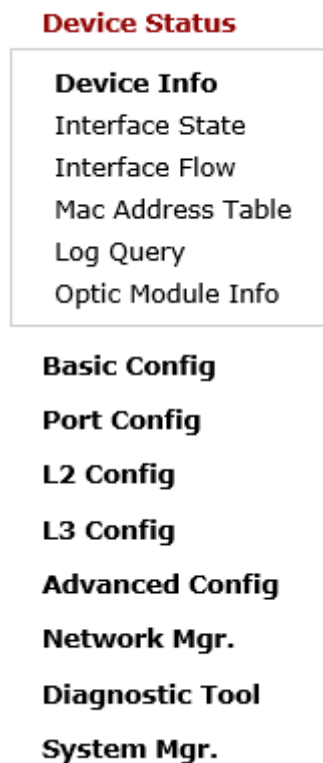 Device Status
Device Info
Interface State
Interface Flow
Mac Address Table
Log Query
Optic Module Info
Basic Config
Port Config
L2 Config
L3 Config
Advanced Config
Network Mgr.
Diagnostic Tool
System Mgr.